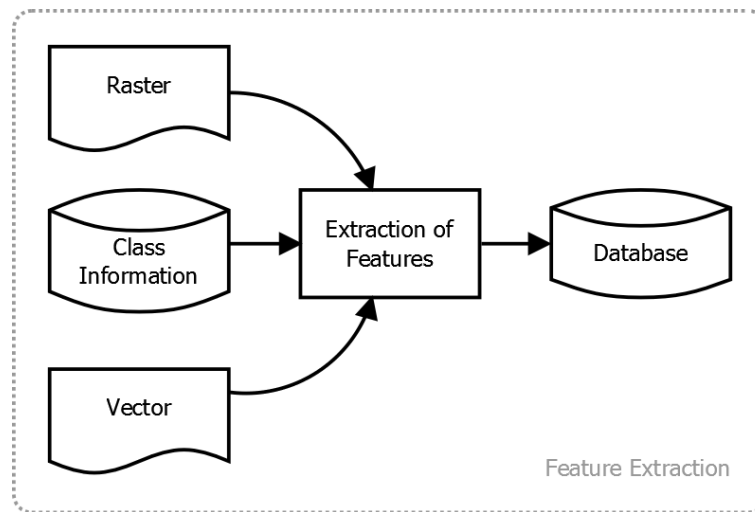 Raster
Class
Information
Extraction of
Features
Database
Vector
Feature Extraction